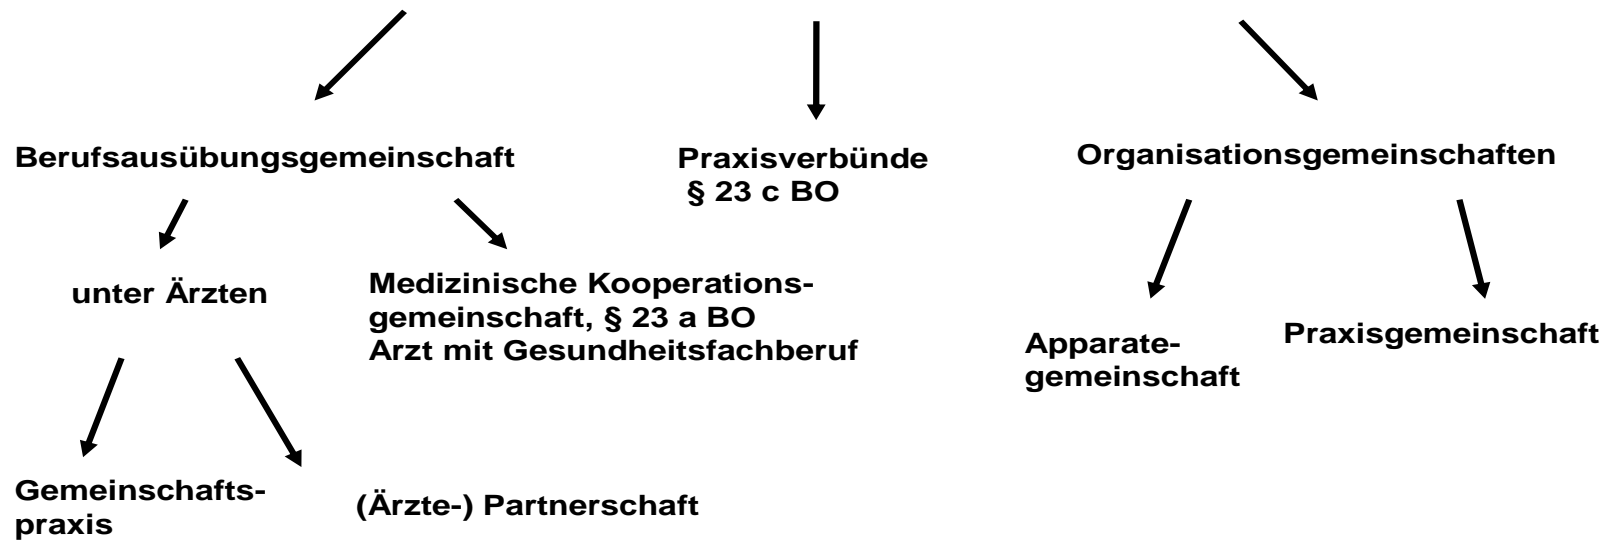 Berufsausübungsgemeinschaft
Praxisverbünde
§ 23 c BO
Organisationsgemeinschaften
unter Ärzten
Medizinische Kooperations-
gemeinschaft, § 23 a BO
Arzt mit Gesundheitsfachberuf
Apparate-
gemeinschaft
Praxisgemeinschaft
Gemeinschafts-
praxis
(Ärzte-) Partnerschaft